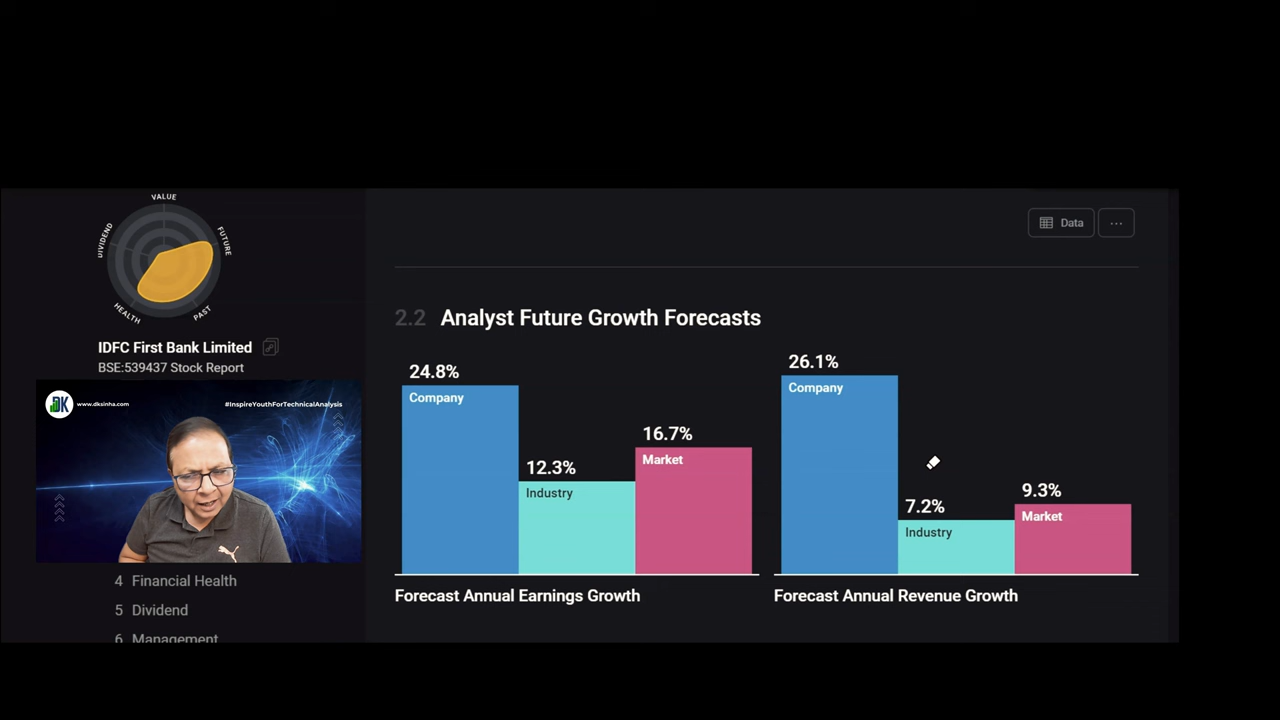 VALUE
FUTURE
PAST
HEALTH
DIVIDEND
IDFC First Bank Limited
BSE:539437 Stock Report
DK
www.dksinha.com
#InspireYouthForTechnicalAnalysis
4 Financial Health
5 Dividend
6 Management
Data
...
2.2 Analyst Future Growth Forecasts
24.8%
Company
12.3%
Industry
16.7%
Market
Forecast Annual Earnings Growth
26.1%
Company
7.2%
Industry
9.3%
Market
Forecast Annual Revenue Growth